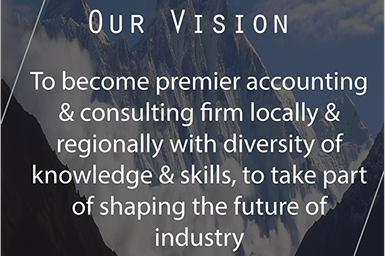 Our Vision
To become premier accounting
& consulting firm locally &
regionally with diversity of
knowledge & skills, to take part
of shaping the future of
industry